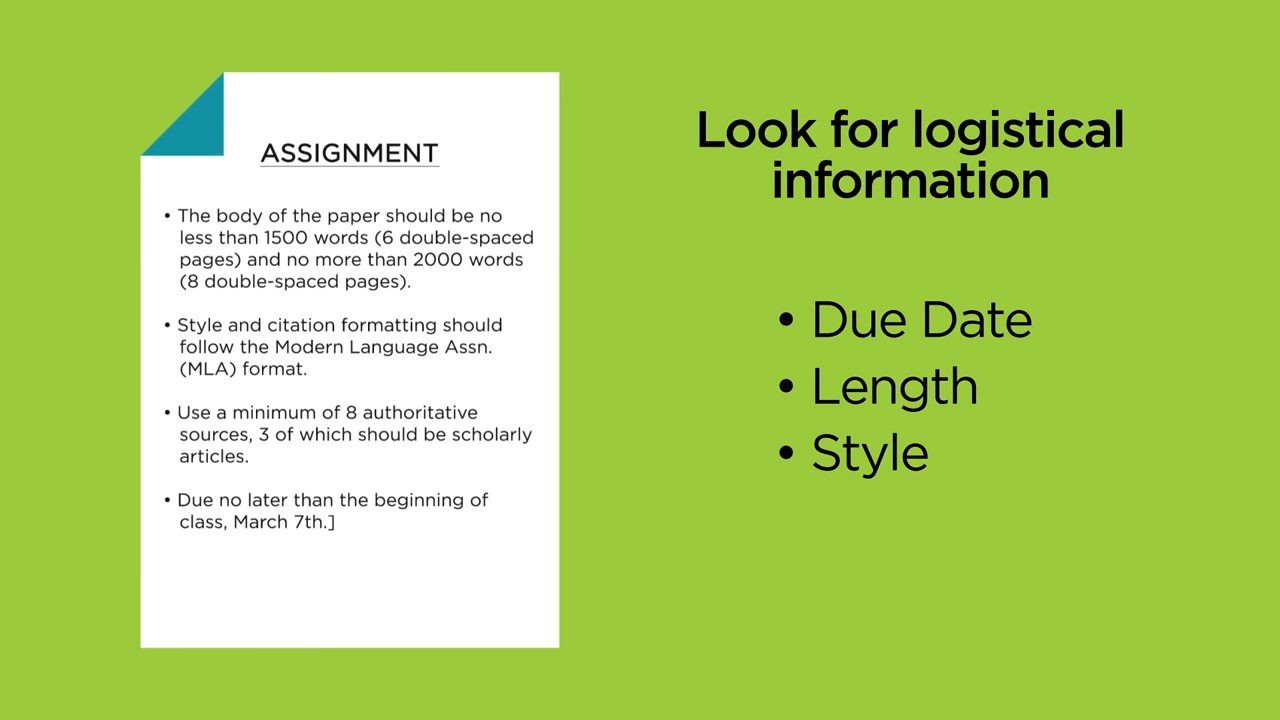 ASSIGNMENT
• The body of the paper should be no
less than 1500 words (6 double-spaced
pages) and no more than 2000 words
(8 double-spaced pages).
• Style and citation formatting should
follow the Modern Language Assn.
(MLA) format.
• Use a minimum of 8 authoritative
sources, 3 of which should be scholarly
articles.
• Due no later than the beginning of
class, March 7th.]
Look for logistical
information
• Due Date
• Length
• Style